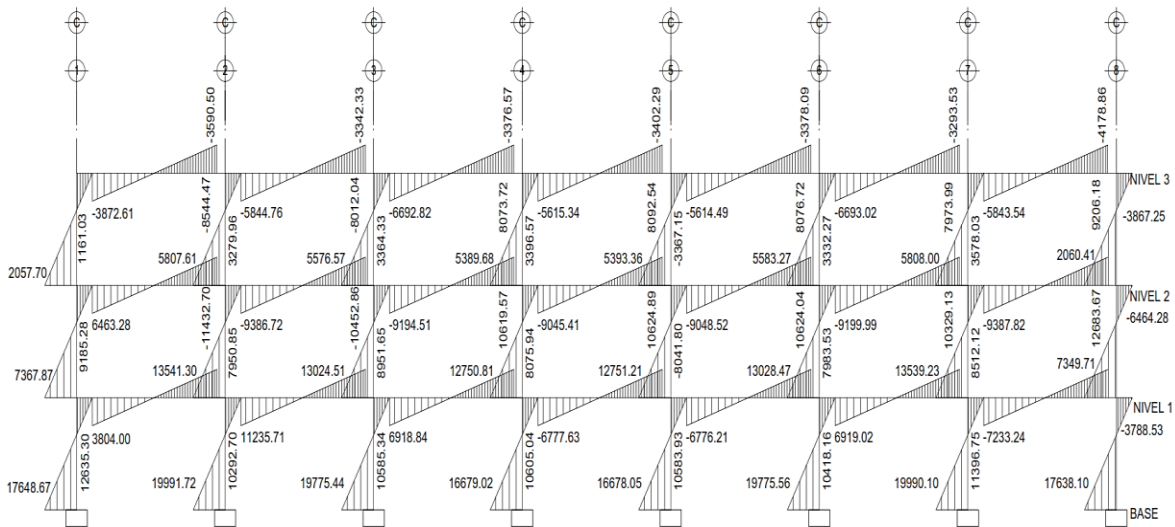 C C C C C C C C
1 2 3 4 5 6 7 8
-3590.50 -3342.33 -3376.57 -3402.29 -3378.09 -3293.53 -4178.86
NIVEL 3
1161.03 -8544.47 3279.96 -8012.04 3364.33 8073.72 3396.57 8092.54 -3367.15 8076.72 3332.27 7973.99 3578.03 9206.18
-3872.61 -5844.76 -6692.82 -5615.34 -5614.49 -6693.02 -5843.54 -3867.25
2057.70 5807.61 5576.57 5389.68 5393.36 5583.27 5808.00 2060.41
NIVEL 2
9185.28 -11432.70 7950.85 -10452.86 8951.65 10619.57 8075.94 10624.89 -8041.80 10624.04 7983.53 10329.13 8512.12 12683.67
6463.28 -9386.72 -9194.51 -9045.41 -9048.52 -9199.99 -9387.82 -6464.28
7367.87 13541.30 13024.51 12750.81 12751.21 13028.47 13539.23 7349.71
NIVEL 1
12635.30 10292.70 10585.34 10605.04 10583.93 10418.16 11396.75
3804.00 11235.71 6918.84 -6777.63 -6776.21 6919.02 -7233.24 -3788.53
17648.67 19991.72 19775.44 16679.02 16678.05 19775.56 19990.10 17638.10
BASE